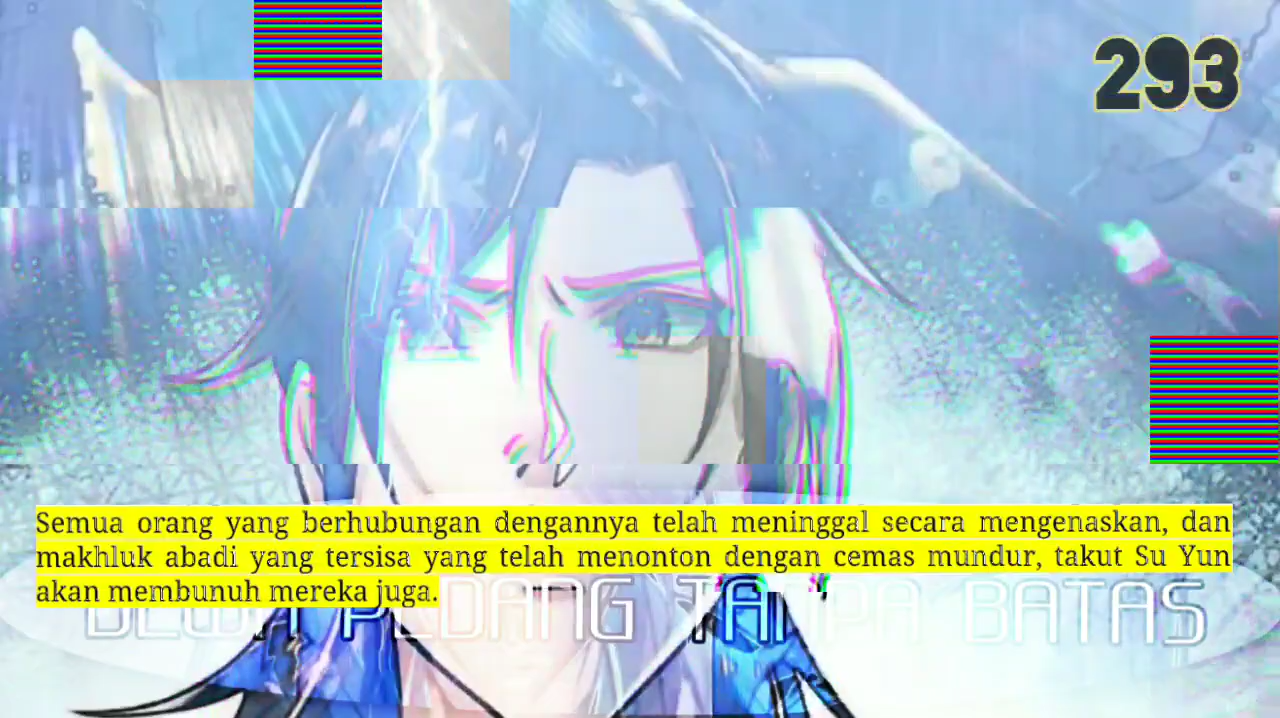 293
Semua orang yang berhubungan dengannya telah meninggal secara mengenaskan, dan
makhluk abadi yang tersisa yang telah menonton dengan cemas mundur, takut Su Yun
akan membunuh mereka juga.
DEWA PEDANG TANPA BATAS